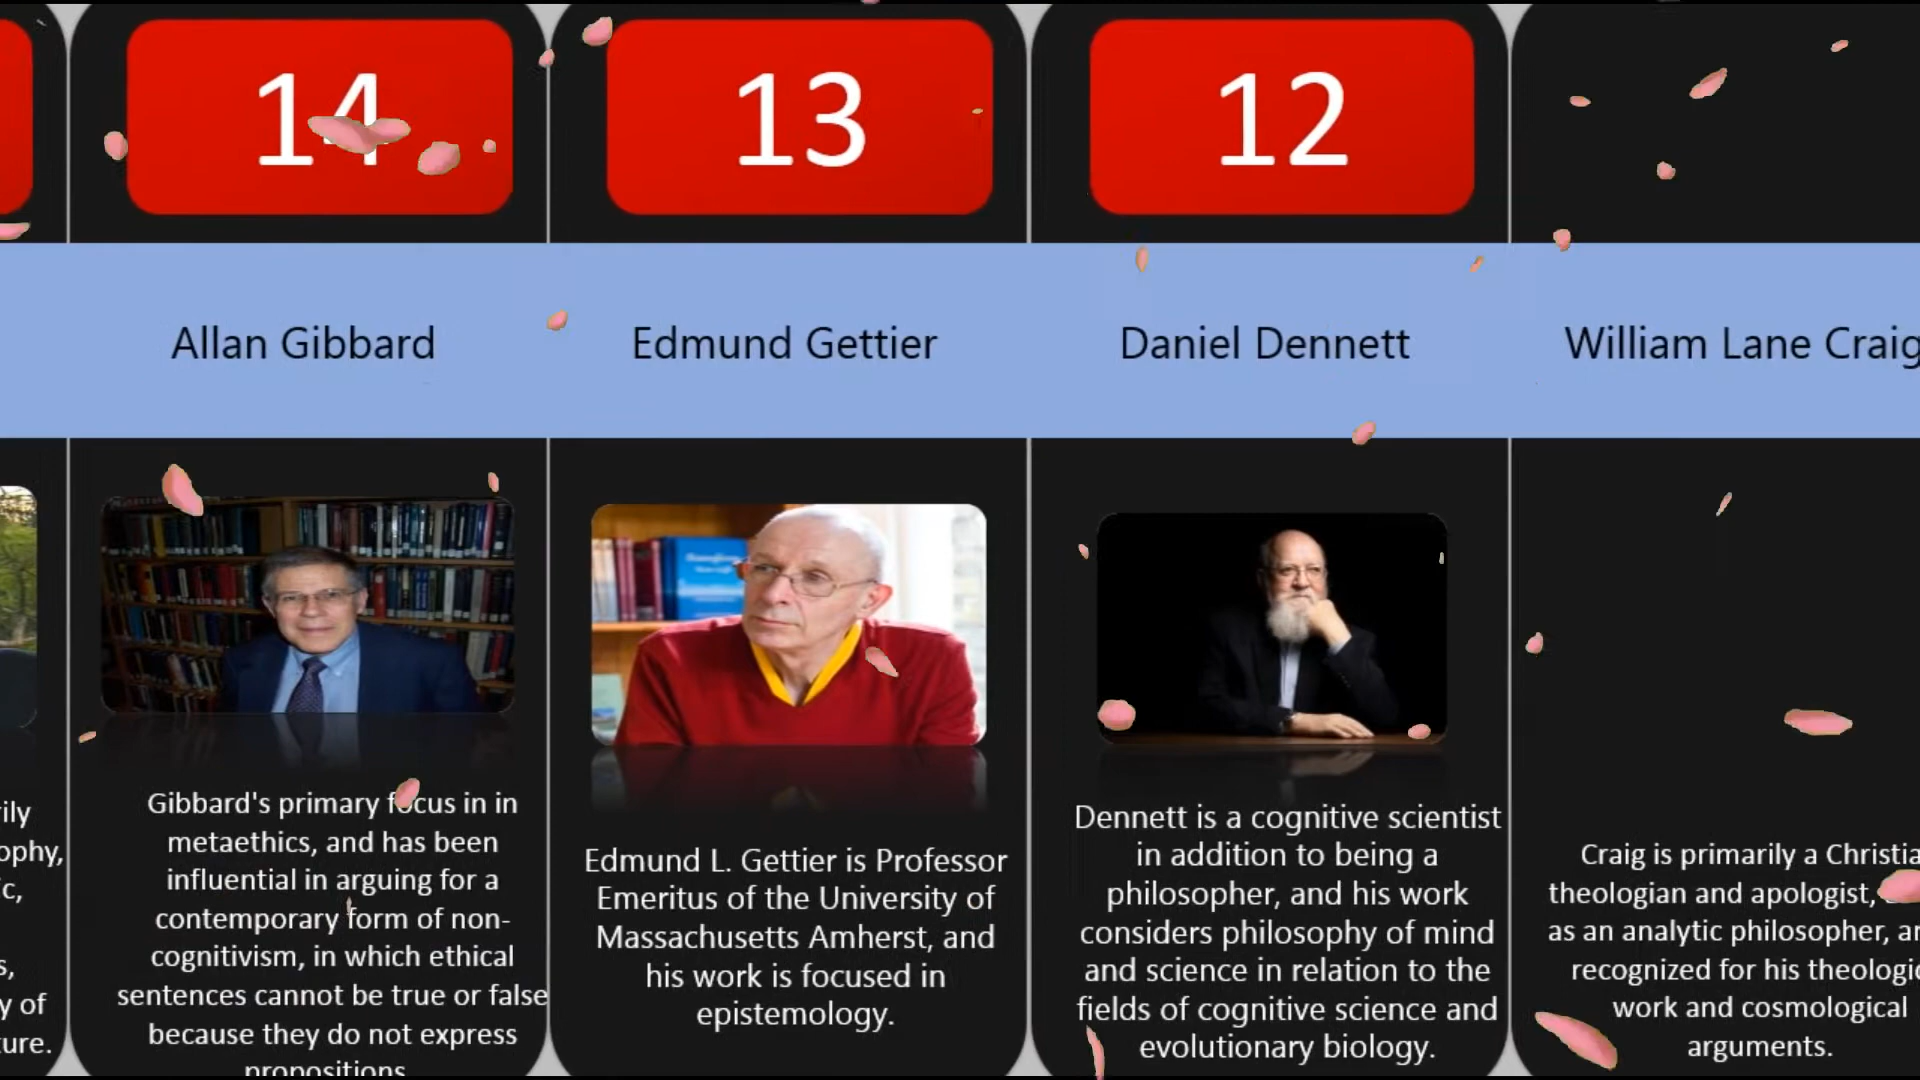 14
13
12
Allan Gibbard
Edmund Gettier
Daniel Dennett
William Lane Craig
ily
ophy,
ic,
s,
y of
ture.
Gibbard's primary focus in in
metaethics, and has been
influential in arguing for a
contemporary form of non-
cognitivism, in which ethical
sentences cannot be true or false
because they do not express
propositions
Edmund L. Gettier is Professor
Emeritus of the University of
Massachusetts Amherst, and
his work is focused in
epistemology.
Dennett is a cognitive scientist
in addition to being a
philosopher, and his work
considers philosophy of mind
and science in relation to the
fields of cognitive science and
evolutionary biology.
Craig is primarily a Christia
theologian and apologist,
as an analytic philosopher, a
recognized for his theologic
work and cosmological
arguments.